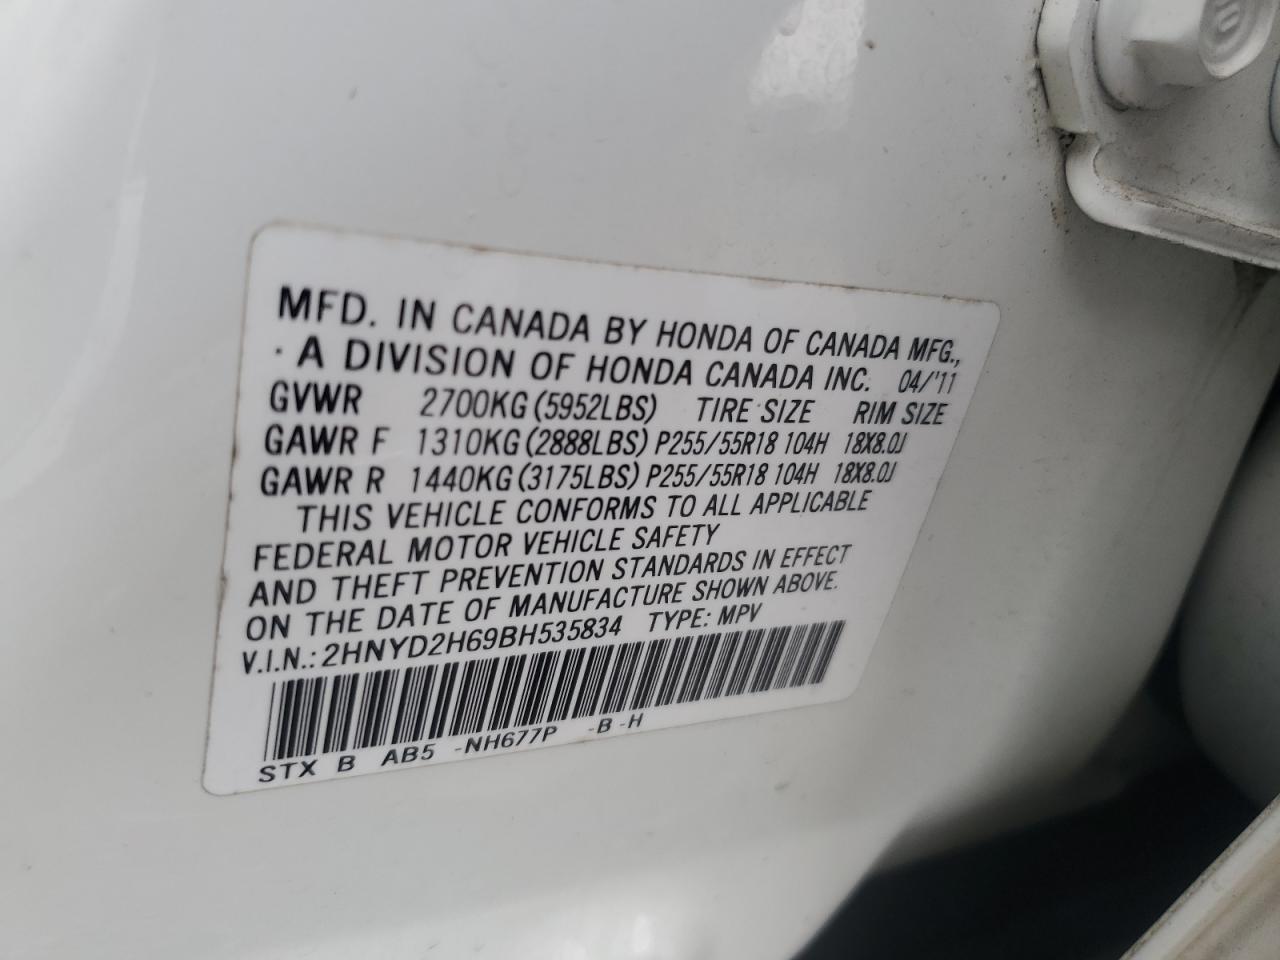 MFD. IN CANADA BY HONDA OF CANADA MFG.,
· A DIVISION OF HONDA CANADA INC. 04/'11
GVWR 2700KG (5952LBS) TIRE SIZE RIM SIZE
GAWR F 1310KG (2888LBS) P255/55R18 104H 18X8.0J
GAWR R 1440KG (3175LBS) P255/55R18 104H 18X8.0J
THIS VEHICLE CONFORMS TO ALL APPLICABLE
FEDERAL MOTOR VEHICLE SAFETY
AND THEFT PREVENTION STANDARDS IN EFFECT
ON THE DATE OF MANUFACTURE SHOWN ABOVE.
V.I.N.: 2HNYD2H69BH535834 TYPE: MPV
STX B AB5 -NH677P -B -H